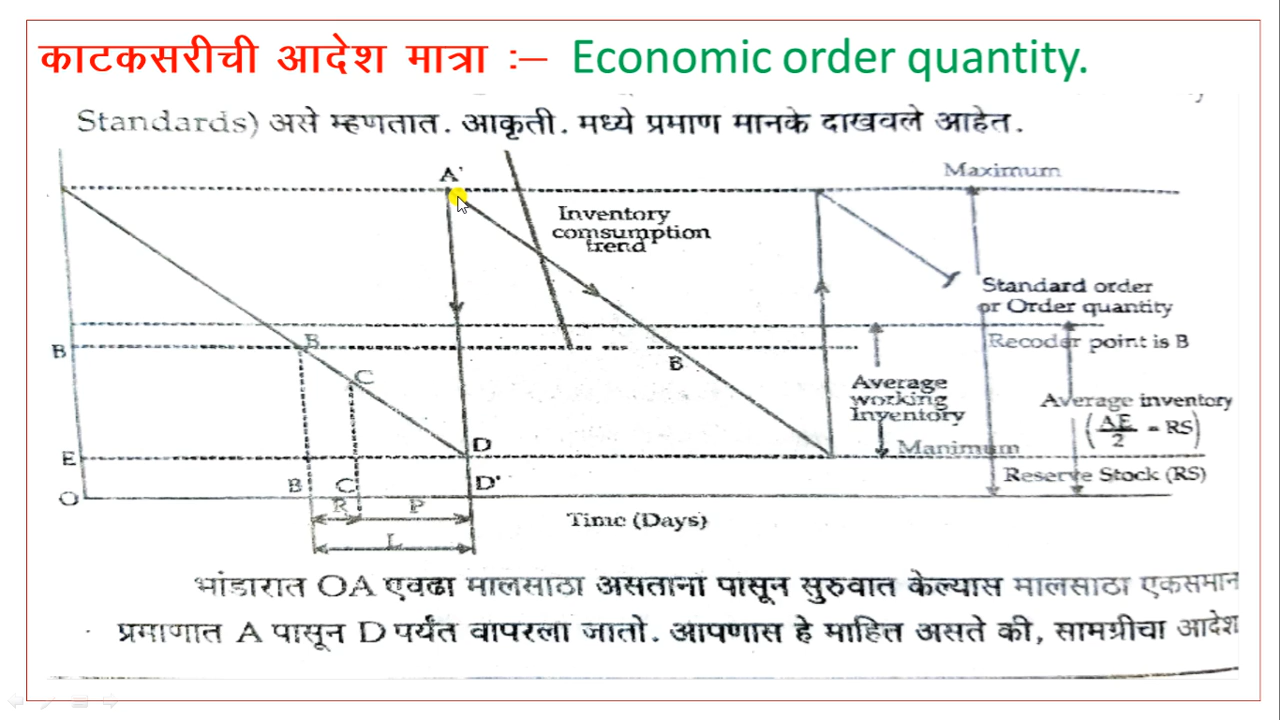 काटकसरीची आदेश मात्रा :– Economic order quantity.
Standards) असे म्हणतात. आकृती. मध्ये प्रमाण मानके दाखवले आहेत.
A'
Maximum
Inventory
comsumption
trend
Standard order
or Order quantity
B
B
Recoder point is B
B
C
Average
working
Inventory
Average inventory
(AE/2 = RS)
D
Manimum
E
B
C
D'
Reserve Stock (RS)
O
R
P
Time (Days)
L
भांडारात OA एवढा मालसाठा असताना पासून सुरुवात केल्यास मालसाठा एकसमान
प्रमाणात A पासून D पर्यंत वापरला जातो. आपणास हे माहित असते की, सामग्रीचा आदेश